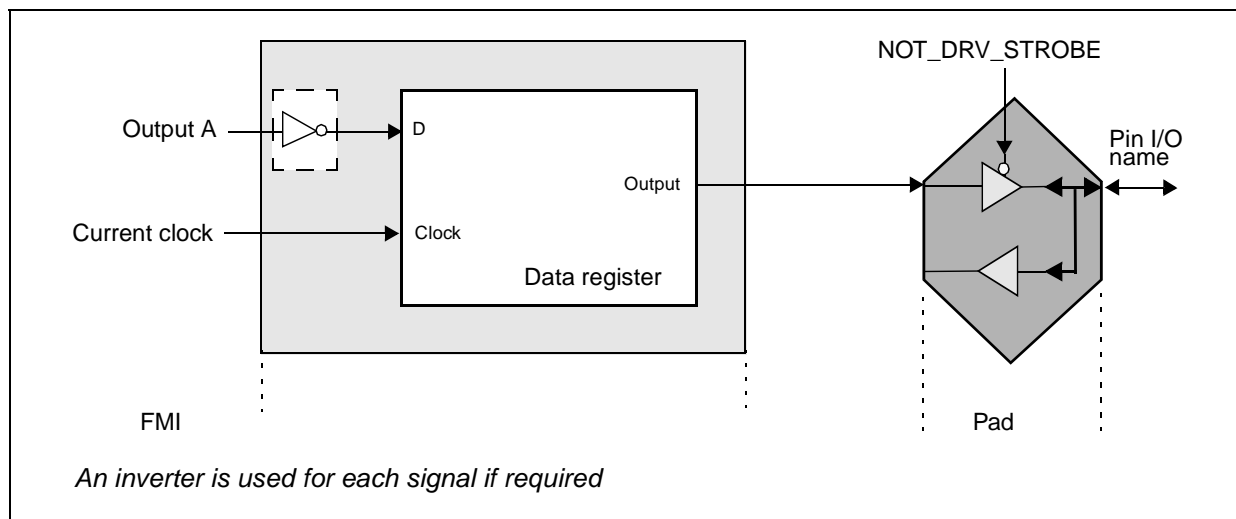 NOT_DRV_STROBE
Output A
D
Pin I/O
name
Output
Current clock
Clock
Data register
FMI
Pad
An inverter is used for each signal if required